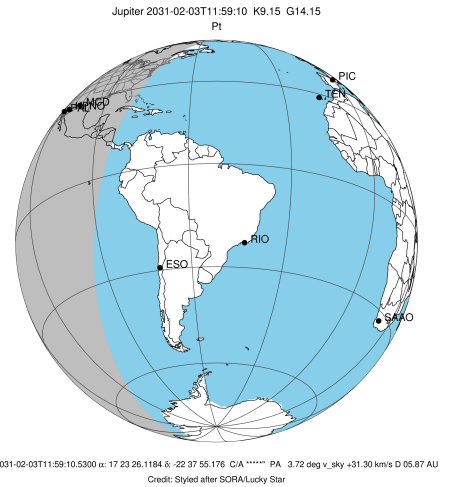 Jupiter 2031-02-03T11:59:10 K9.15 G14.15
Pt
PIC
TEN
MCD
RIO
ESO
SAAO
031-02-03T11:59:10.5300 α: 17 23 26.1184 δ: -22 37 55.176 C/A *****" PA 3.72 deg v_sky +31.30 km/s D 05.87 AU
Credit: Styled after SORA/Lucky Star